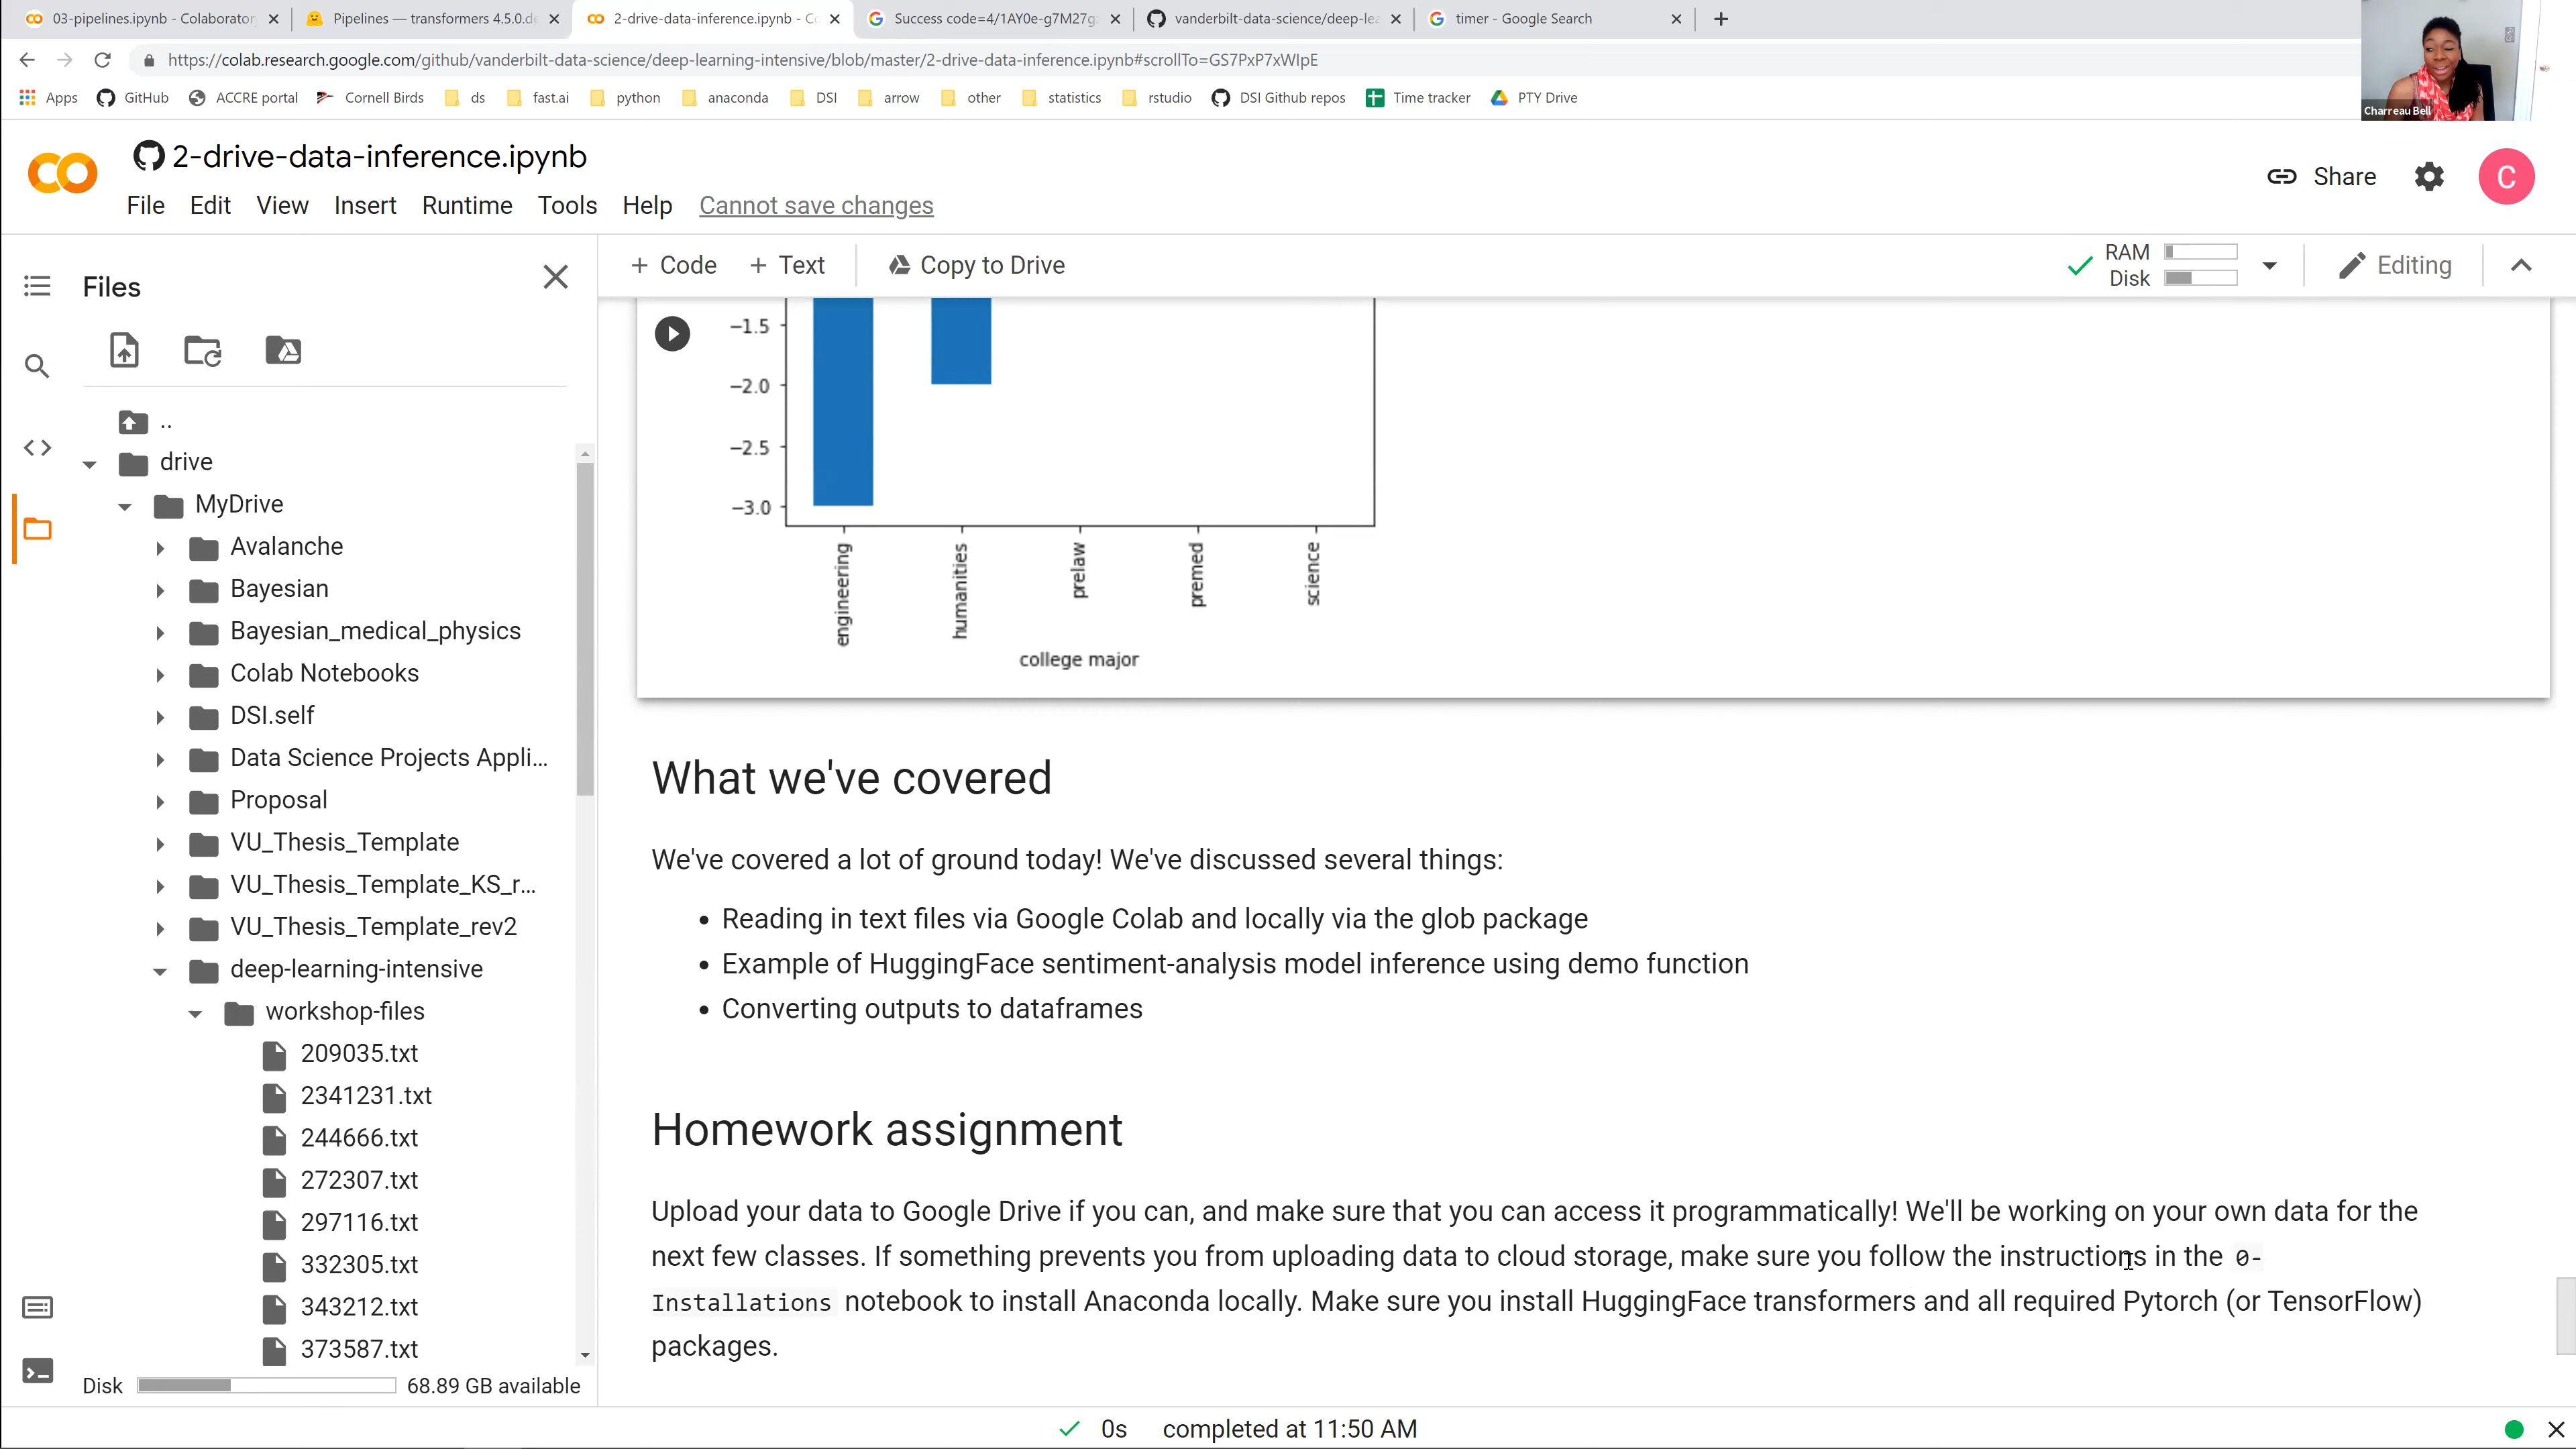 03-pipelines.ipynb - Colaboratory
Pipelines — transformers 4.5.0.de
2-drive-data-inference.ipynb - Co
Success code=4/1AY0e-g7M27g
vanderbilt-data-science/deep-lea
timer - Google Search
https://colab.research.google.com/github/vanderbilt-data-science/deep-learning-intensive/blob/master/2-drive-data-inference.ipynb#scrollTo=GS7PxP7xWIpE
Apps GitHub ACCRE portal Cornell Birds ds fast.ai python anaconda DSI arrow other statistics rstudio DSI Github repos Time tracker PTY Drive
Charreau Bell
2-drive-data-inference.ipynb
Share
C
File Edit View Insert Runtime Tools Help Cannot save changes
Files
+ Code + Text Copy to Drive
RAM
Disk
Editing
..
drive
MyDrive
Avalanche
Bayesian
Bayesian_medical_physics
Colab Notebooks
DSI.self
Data Science Projects Appli...
Proposal
VU_Thesis_Template
VU_Thesis_Template_KS_r...
VU_Thesis_Template_rev2
deep-learning-intensive
workshop-files
209035.txt
2341231.txt
244666.txt
272307.txt
297116.txt
332305.txt
343212.txt
373587.txt
Disk 68.89 GB available
−1.5
−2.0
−2.5
−3.0
engineering
humanities
prelaw
premed
science
college major
What we've covered
We've covered a lot of ground today! We've discussed several things:
• Reading in text files via Google Colab and locally via the glob package
• Example of HuggingFace sentiment-analysis model inference using demo function
• Converting outputs to dataframes
Homework assignment
Upload your data to Google Drive if you can, and make sure that you can access it programmatically! We'll be working on your own data for the
next few classes. If something prevents you from uploading data to cloud storage, make sure you follow the instructions in the 0-
Installations notebook to install Anaconda locally. Make sure you install HuggingFace transformers and all required Pytorch (or TensorFlow)
packages.
0s completed at 11:50 AM